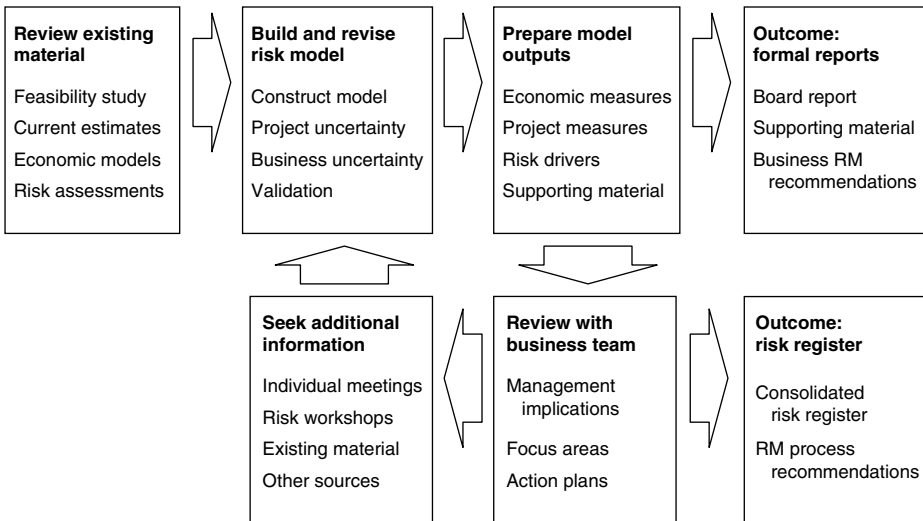 Review existing
material
Feasibility study
Current estimates
Economic models
Risk assessments
Build and revise
risk model
Construct model
Project uncertainty
Business uncertainty
Validation
Prepare model
outputs
Economic measures
Project measures
Risk drivers
Supporting material
Outcome:
formal reports
Board report
Supporting material
Business RM
recommendations
Seek additional
information
Individual meetings
Risk workshops
Existing material
Other sources
Review with
business team
Management
implications
Focus areas
Action plans
Outcome:
risk register
Consolidated
risk register
RM process
recommendations